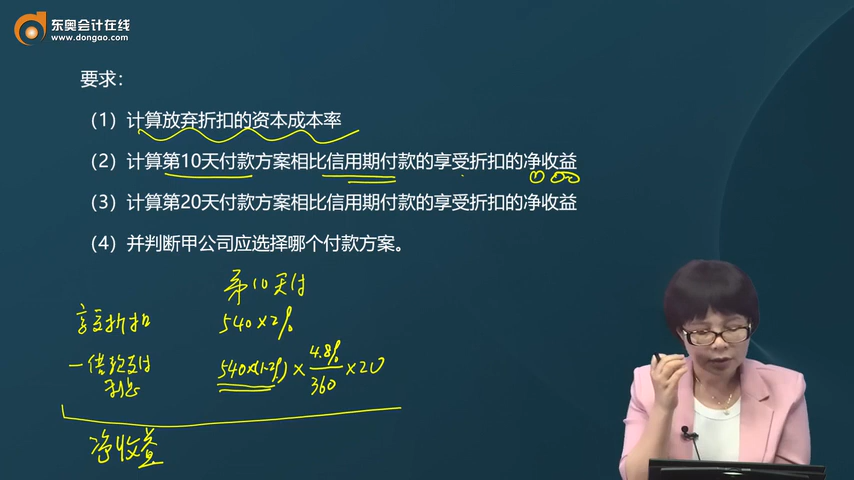 东奥会计在线
www.dongao.com
要求：
（1）计算放弃折扣的资本成本率
（2）计算第10天付款方案相比信用期付款的享受折扣的净收益
（3）计算第20天付款方案相比信用期付款的享受折扣的净收益
（4）并判断甲公司应选择哪个付款方案。
第10天付
享受折扣 540×2%
一借款支付 540×(1-2%)×4.8%/360×20
利息
净收益